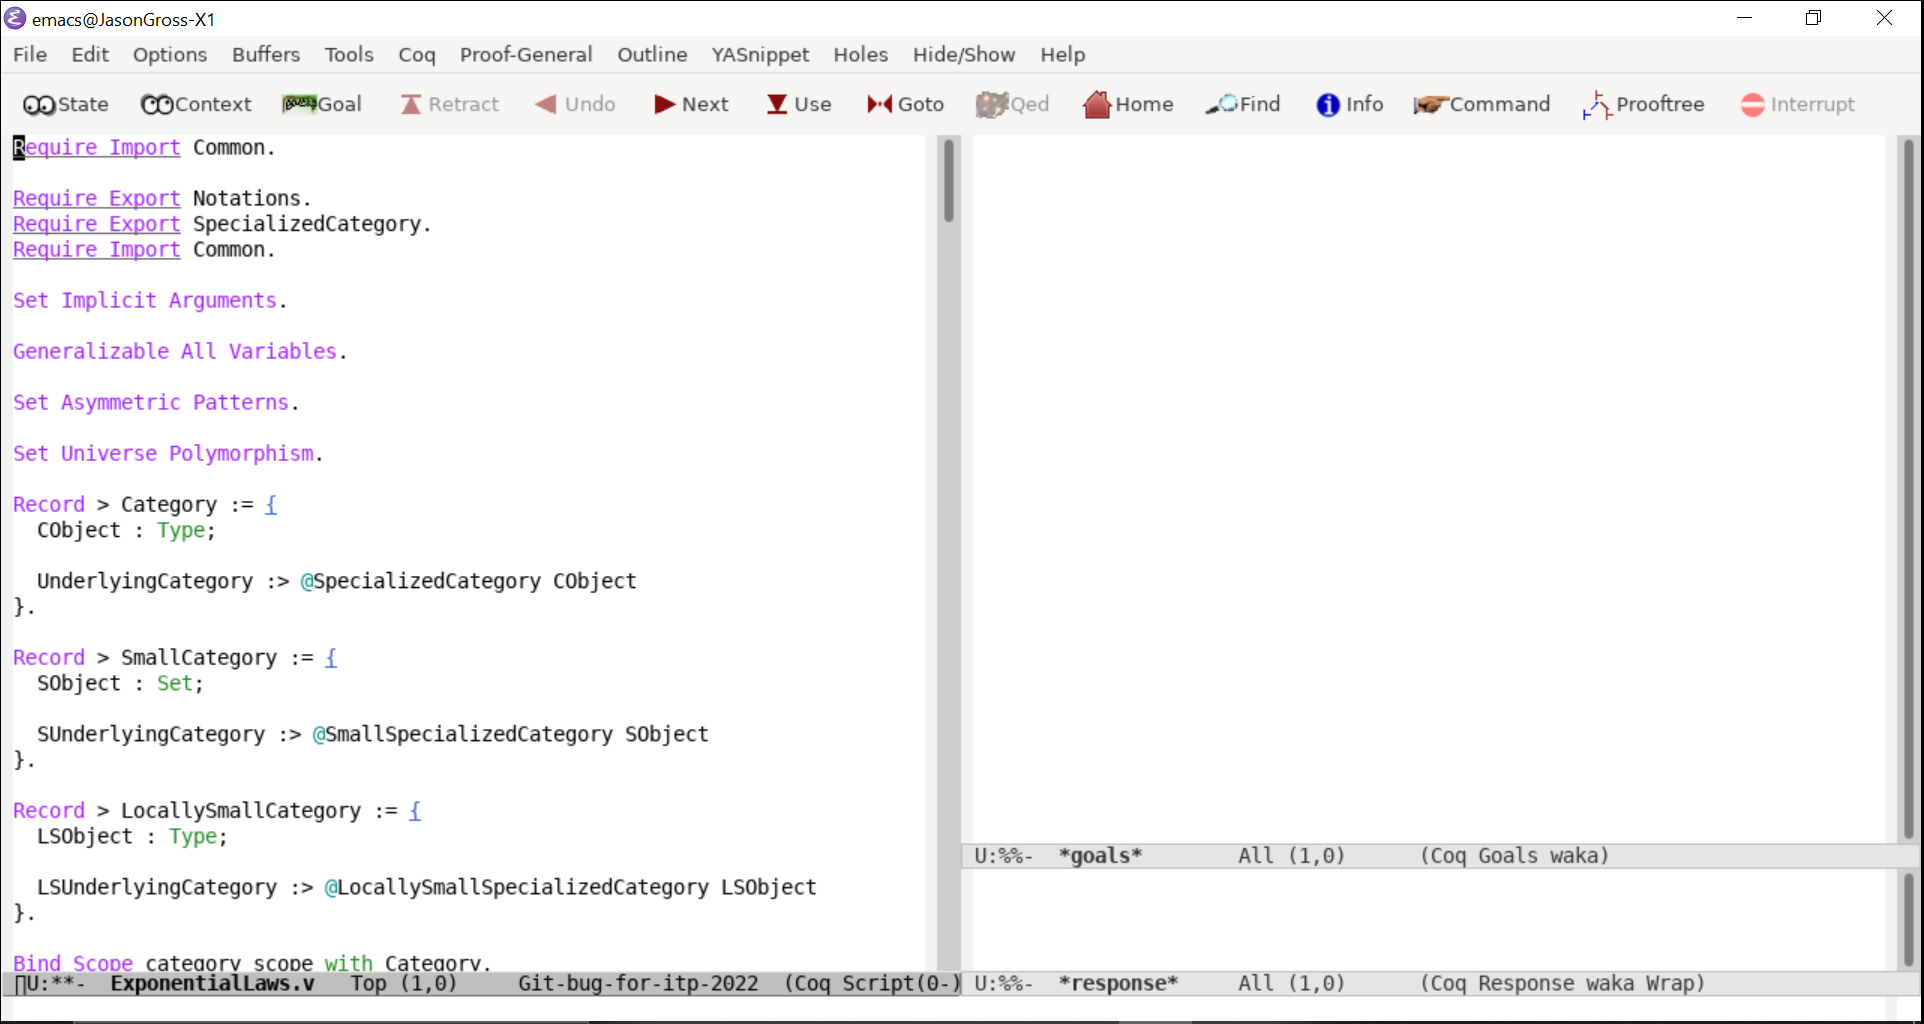 emacs@JasonGross-X1
File Edit Options Buffers Tools Coq Proof-General Outline YASnippet Holes Hide/Show Help
State Context Goal Retract Undo Next Use Goto Qed Home Find Info Command Prooftree Interrupt
Require Import Common.
Require Export Notations.
Require Export SpecializedCategory.
Require Import Common.
Set Implicit Arguments.
Generalizable All Variables.
Set Asymmetric Patterns.
Set Universe Polymorphism.
Record > Category := {
CObject : Type;
UnderlyingCategory :> @SpecializedCategory CObject
}.
Record > SmallCategory := {
SObject : Set;
SUnderlyingCategory :> @SmallSpecializedCategory SObject
}.
Record > LocallySmallCategory := {
LSObject : Type;
LSUnderlyingCategory :> @LocallySmallSpecializedCategory LSObject
}.
Bind Scope category_scope with Category.
U:**- ExponentialLaws.v Top (1,0) Git-bug-for-itp-2022 (Coq Script(0-)
U:%%- *goals* All (1,0) (Coq Goals waka)
U:%%- *response* All (1,0) (Coq Response waka Wrap)